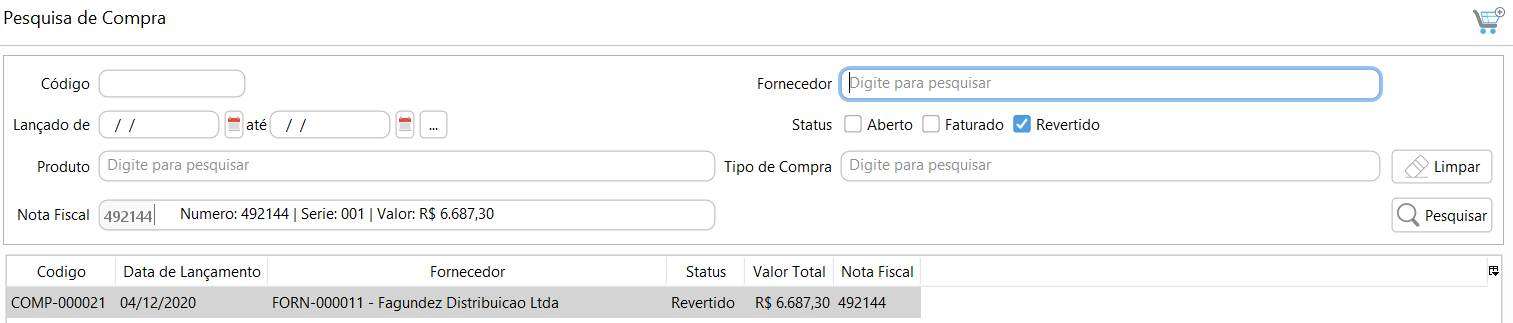 Pesquisa de Compra
Código
Fornecedor Digite para pesquisar
Lançado de / / até / / ...
Status Aberto Faturado Revertido
Produto Digite para pesquisar
Tipo de Compra Digite para pesquisar
Limpar
Nota Fiscal 492144 Numero: 492144 | Serie: 001 | Valor: R$ 6.687,30
Pesquisar
Codigo Data de Lançamento Fornecedor Status Valor Total Nota Fiscal
COMP-000021 04/12/2020 FORN-000011 - Fagundez Distribuicao Ltda Revertido R$ 6.687,30 492144